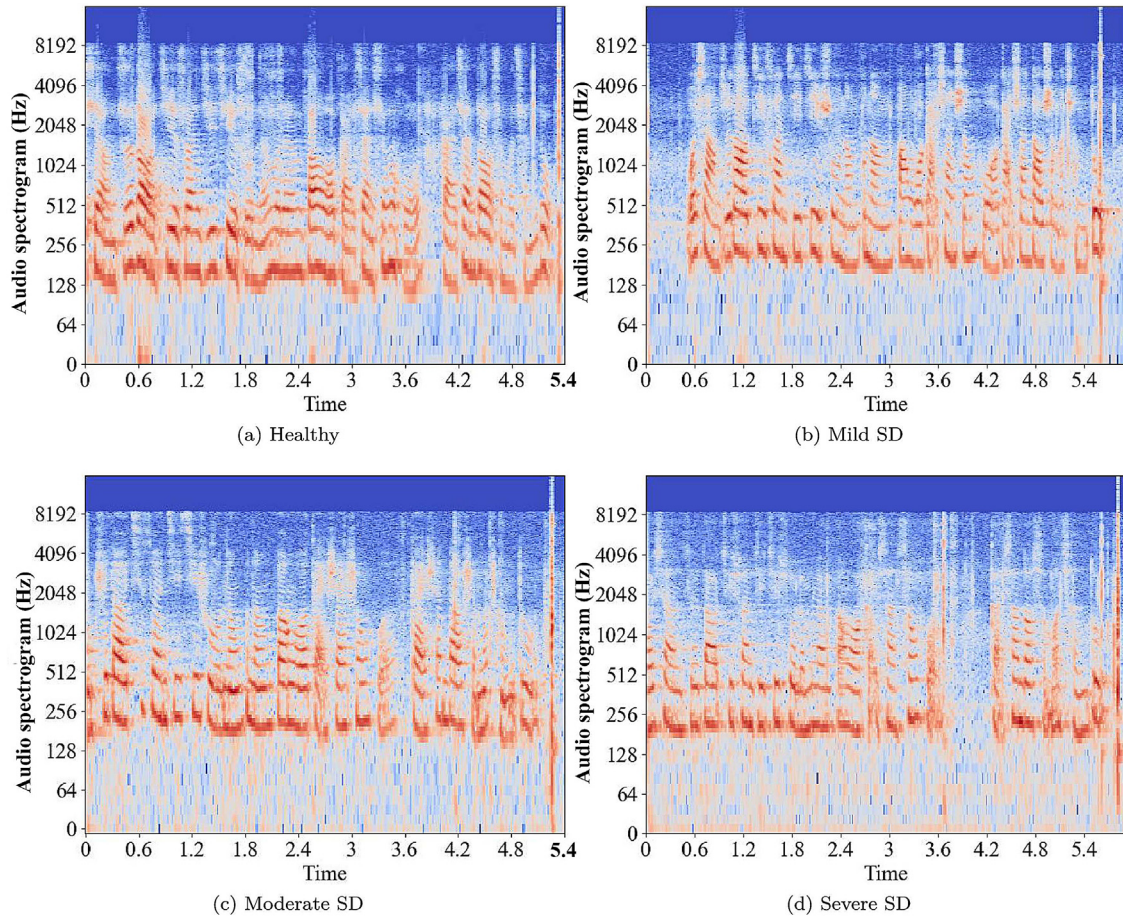 Audio spectrogram (Hz)
8192
4096
2048
1024
512
256
128
64
0
0 0.6 1.2 1.8 2.4 3 3.6 4.2 4.8 5.4
Time
(a) Healthy
Audio spectrogram (Hz)
8192
4096
2048
1024
512
256
128
64
0
0 0.6 1.2 1.8 2.4 3 3.6 4.2 4.8 5.4
Time
(b) Mild SD
Audio spectrogram (Hz)
8192
4096
2048
1024
512
256
128
64
0
0 0.6 1.2 1.8 2.4 3 3.6 4.2 4.8 5.4
Time
(c) Moderate SD
Audio spectrogram (Hz)
8192
4096
2048
1024
512
256
128
64
0
0 0.6 1.2 1.8 2.4 3 3.6 4.2 4.8 5.4
Time
(d) Severe SD